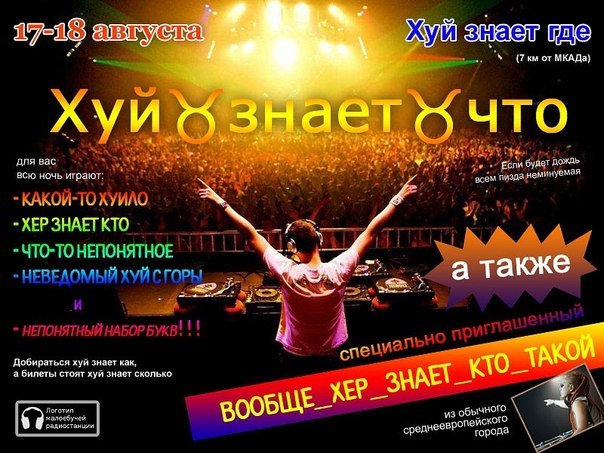 17-18 августа
Хуй знает где
(7 км от МКАДа)
Хуй знает что
для вас
всю ночь играют:
- КАКОЙ-ТО ХУИЛО
- ХЕР ЗНАЕТ КТО
- ЧТО-ТО НЕПОНЯТНОЕ
- НЕВЕДОМЫЙ ХУЙ С ГОРЫ
И
- НЕПОНЯТНЫЙ НАБОР БУКВ!!!
Если будет дождь
всем пизда неминуемая
а также
специально приглашенный
ВООБЩЕ_ХЕР_ЗНАЕТ_КТО_ТАКОЙ
из обычного
среднеевропейского
города
Добираться хуй знает как,
а билеты стоят хуй знает сколько
Логотип
малоебучей
радиостанции